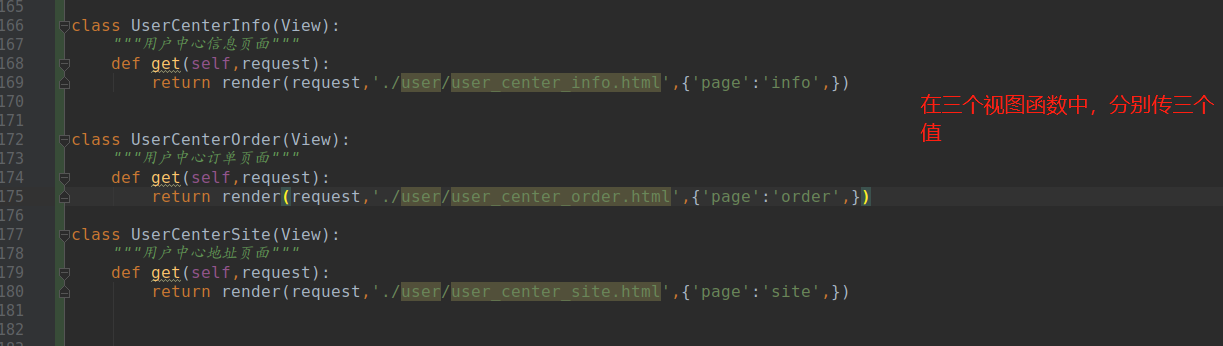 165
166 class UserCenterInfo(View):
167 """用户中心信息页面"""
168 def get(self,request):
169 return render(request,'./user/user_center_info.html',{'page':'info',})
170
171
172 class UserCenterOrder(View):
173 """用户中心订单页面"""
174 def get(self,request):
175 return render(request,'./user/user_center_order.html',{'page':'order',})
176
177 class UserCenterSite(View):
178 """用户中心地址页面"""
179 def get(self,request):
180 return render(request,'./user/user_center_site.html',{'page':'site',})
181
182
在三个视图函数中，分别传三个
值